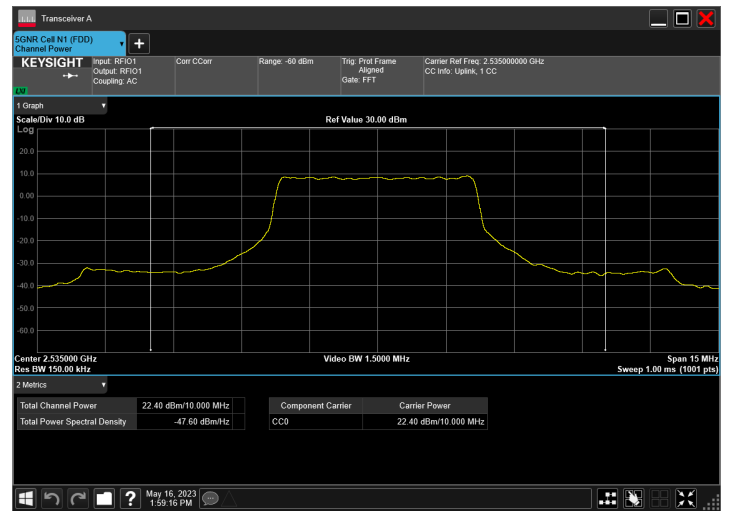 Transceiver A
5GNR Cell N1 (FDD)
Channel Power
KEYSIGHT
LXI
Input: RFIO1
Output: RFIO1
Coupling: AC
Corr CCorr
Range: -60 dBm
Trig: Prot Frame
Aligned
Gate: FFT
Carrier Ref Freq: 2.535000000 GHz
CC Info: Uplink, 1 CC
1 Graph
Scale/Div 10.0 dB
Ref Value 30.00 dBm
Log
20.0
10.0
0.00
-10.0
-20.0
-30.0
-40.0
-50.0
-60.0
Center 2.535000 GHz
Video BW 1.5000 MHz
Span 15 MHz
Res BW 150.00 kHz
Sweep 1.00 ms (1001 pts)
2 Metrics
Total Channel Power 22.40 dBm/10.000 MHz
Total Power Spectral Density -47.60 dBm/Hz
Component Carrier Carrier Power
CC0 22.40 dBm/10.000 MHz
May 16, 2023
1:59:16 PM